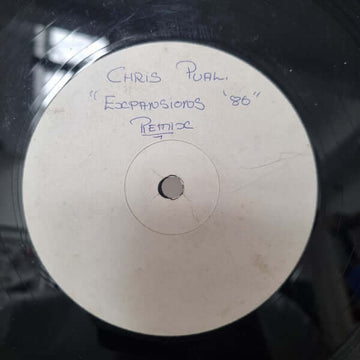 CHRIS PUAL.
"EXPANSIONS '86"
REMIX